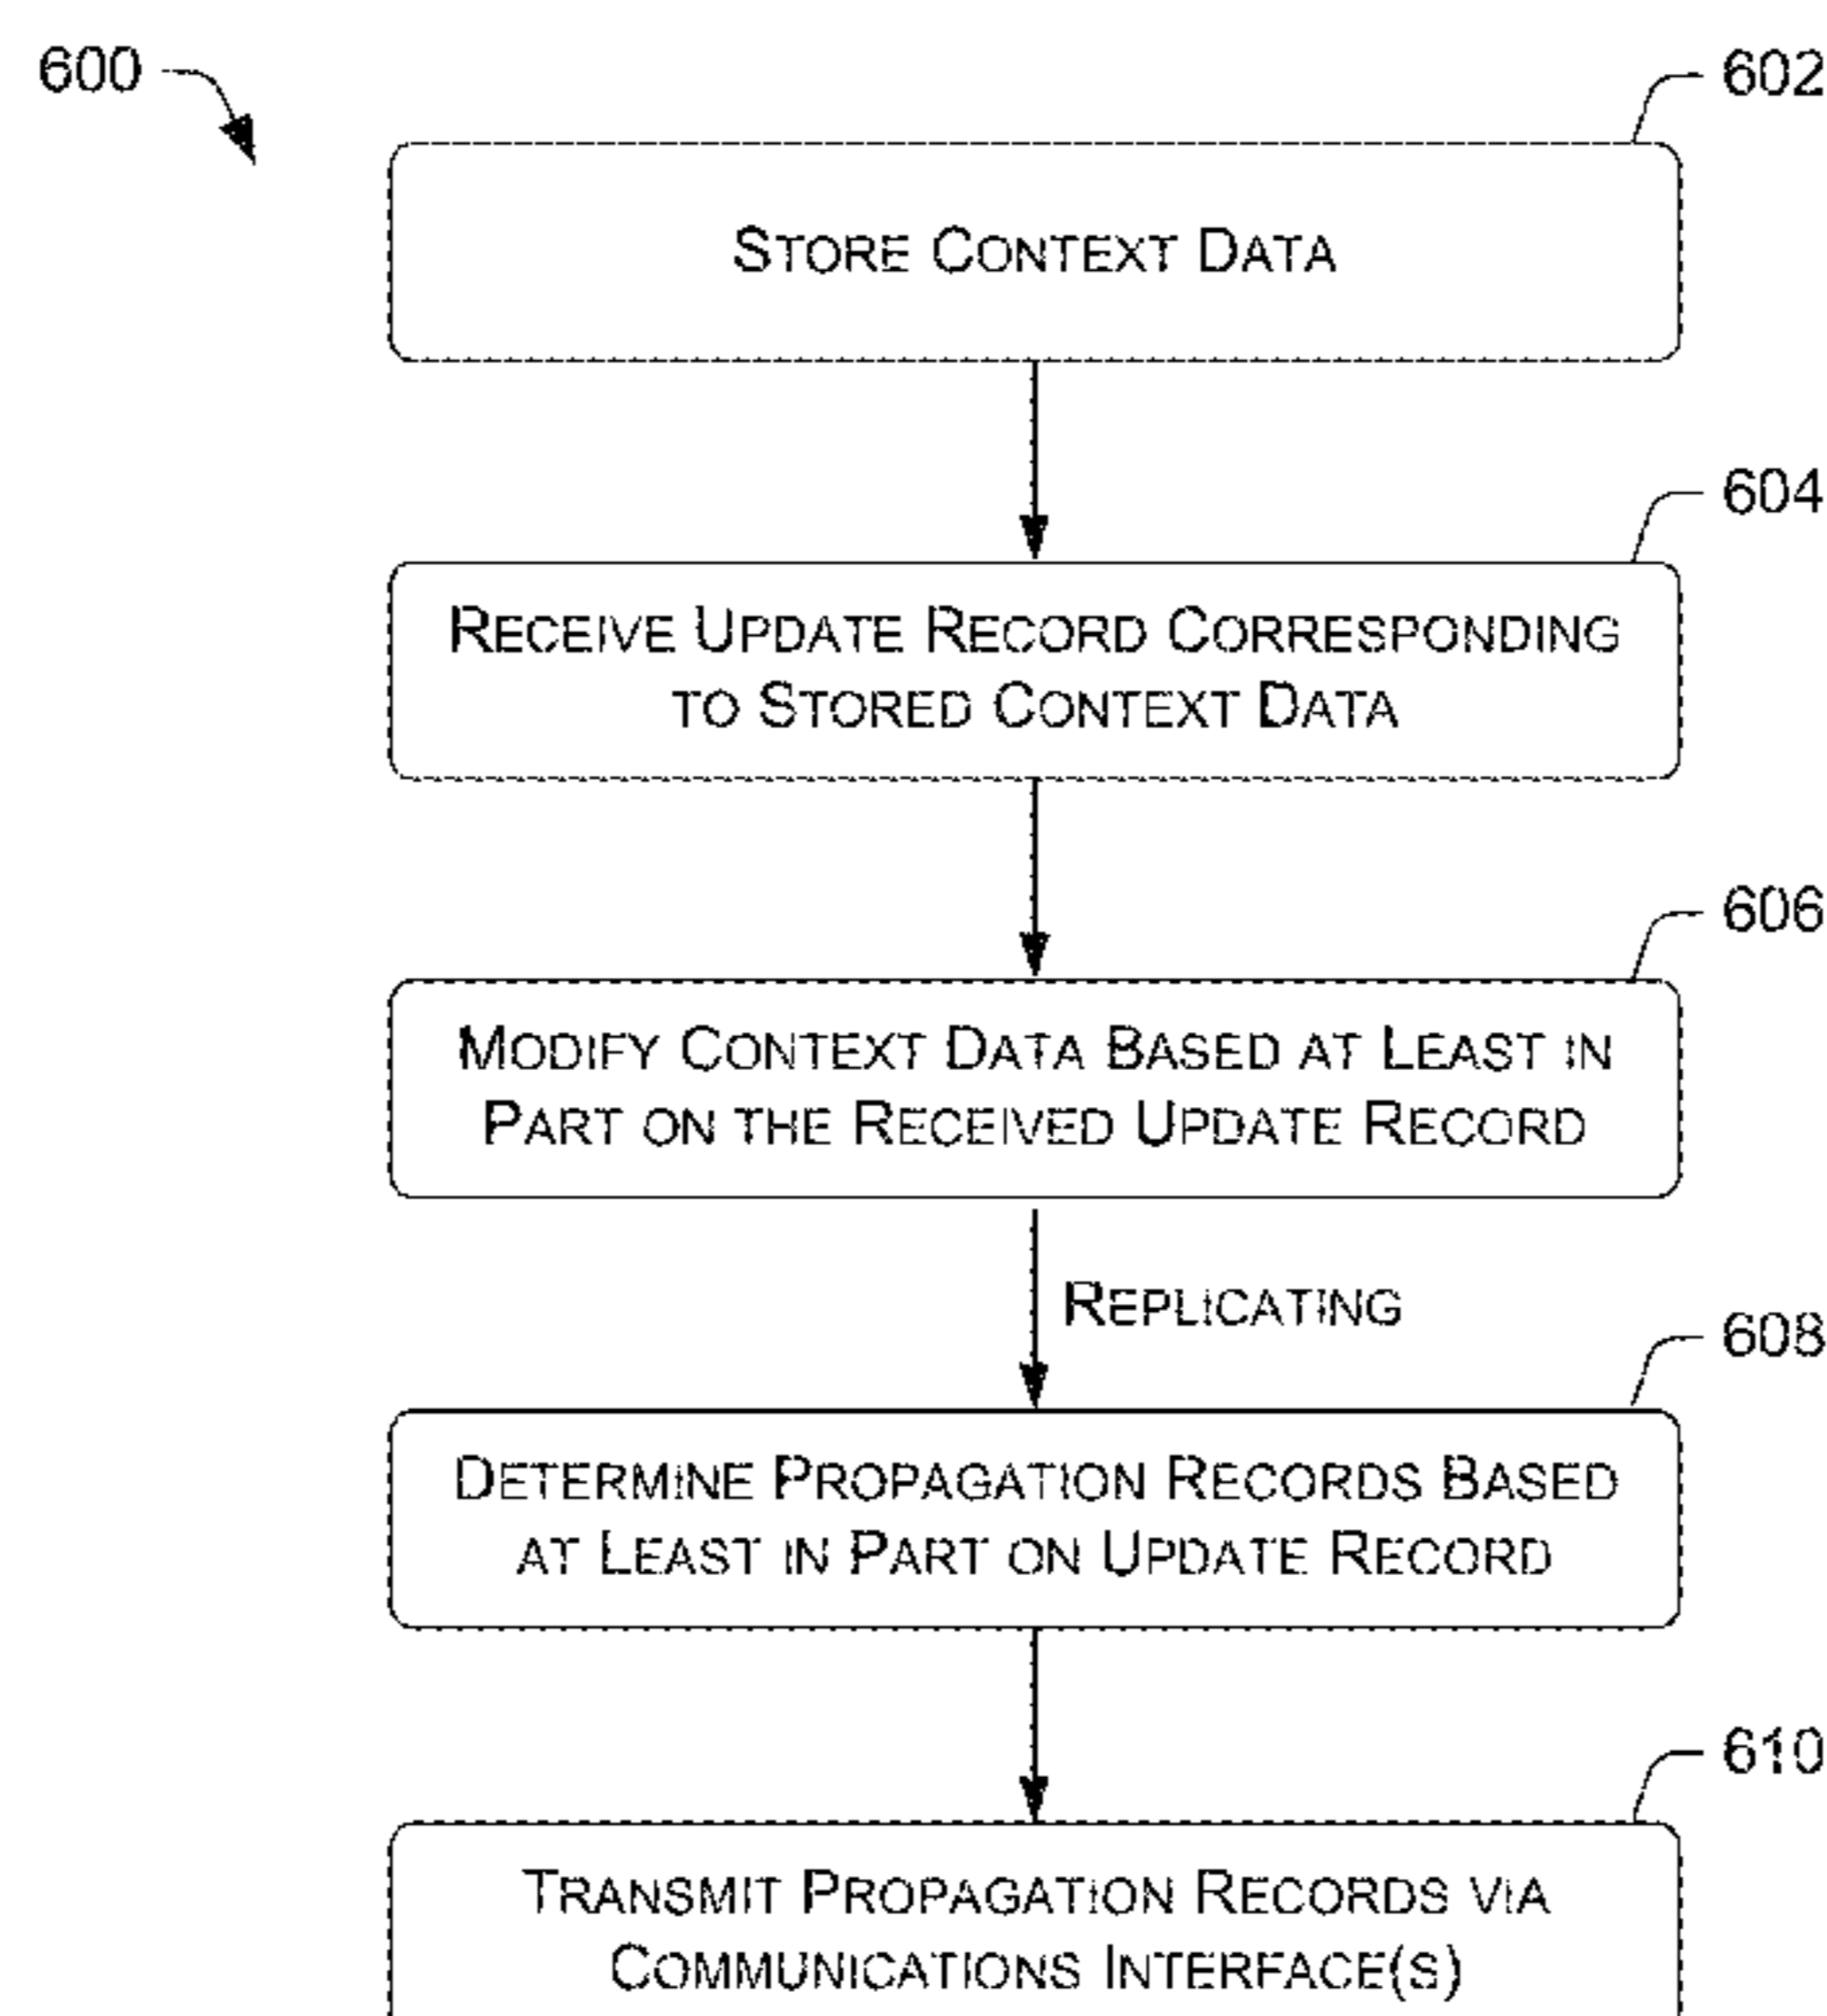 600
602
STORE CONTEXT DATA
604
RECEIVE UPDATE RECORD CORRESPONDING
TO STORED CONTEXT DATA
606
MODIFY CONTEXT DATA BASED AT LEAST IN
PART ON THE RECEIVED UPDATE RECORD
REPLICATING
608
DETERMINE PROPAGATION RECORDS BASED
AT LEAST IN PART ON UPDATE RECORD
610
TRANSMIT PROPAGATION RECORDS VIA
COMMUNICATIONS INTERFACE(S)